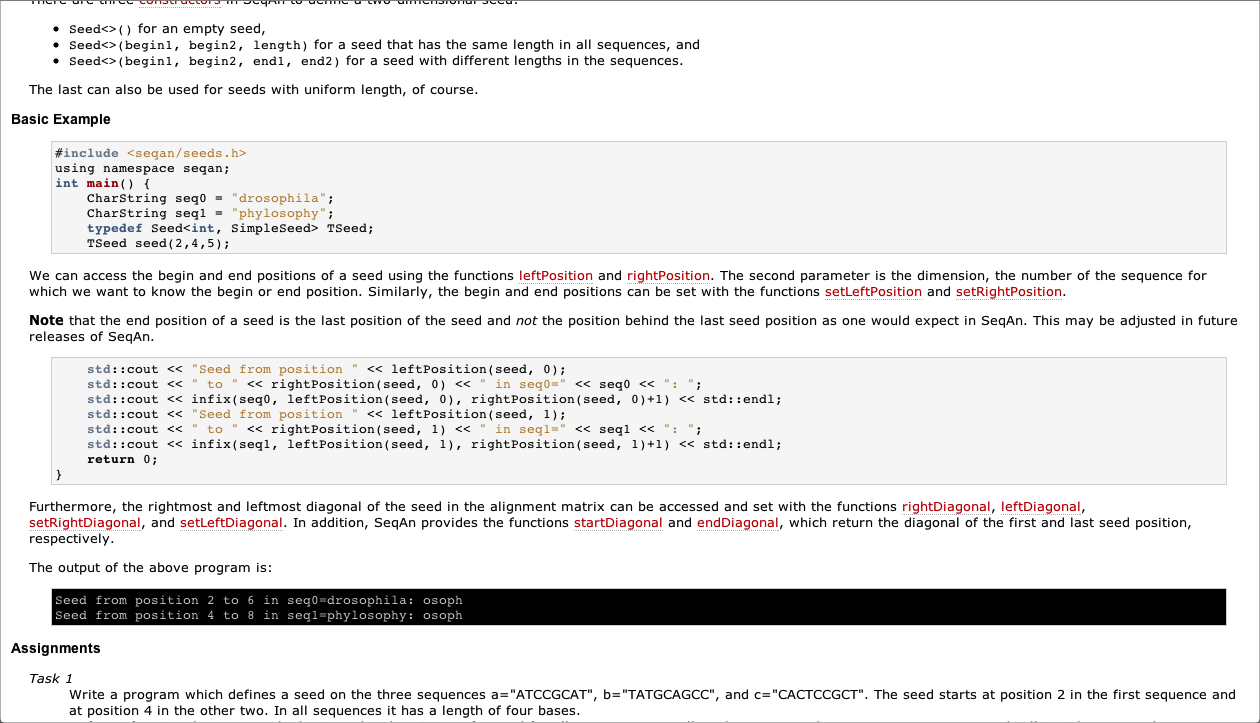 There are three constructors in SeqAn to define a two-dimensional seed:
• Seed<>() for an empty seed,
• Seed<>(begin1, begin2, length) for a seed that has the same length in all sequences, and
• Seed<>(begin1, begin2, end1, end2) for a seed with different lengths in the sequences.
The last can also be used for seeds with uniform length, of course.
Basic Example
#include <seqan/seeds.h>
using namespace seqan;
int main() {
    CharString seq0 = "drosophila";
    CharString seq1 = "phylosophy";
    typedef Seed<int, SimpleSeed> TSeed;
    TSeed seed(2,4,5);
We can access the begin and end positions of a seed using the functions leftPosition and rightPosition. The second parameter is the dimension, the number of the sequence for
which we want to know the begin or end position. Similarly, the begin and end positions can be set with the functions setLeftPosition and setRightPosition.
Note that the end position of a seed is the last position of the seed and not the position behind the last seed position as one would expect in SeqAn. This may be adjusted in future
releases of SeqAn.
    std::cout << "Seed from position " << leftPosition(seed, 0);
    std::cout << " to " << rightPosition(seed, 0) << " in seq0=" << seq0 << ": ";
    std::cout << infix(seq0, leftPosition(seed, 0), rightPosition(seed, 0)+1) << std::endl;
    std::cout << "Seed from position " << leftPosition(seed, 1);
    std::cout << " to " << rightPosition(seed, 1) << " in seq1=" << seq1 << ": ";
    std::cout << infix(seq1, leftPosition(seed, 1), rightPosition(seed, 1)+1) << std::endl;
    return 0;
}
Furthermore, the rightmost and leftmost diagonal of the seed in the alignment matrix can be accessed and set with the functions rightDiagonal, leftDiagonal,
setRightDiagonal, and setLeftDiagonal. In addition, SeqAn provides the functions startDiagonal and endDiagonal, which return the diagonal of the first and last seed position,
respectively.
The output of the above program is:
Seed from position 2 to 6 in seq0=drosophila: osoph
Seed from position 4 to 8 in seq1=phylosophy: osoph
Assignments
Task 1
Write a program which defines a seed on the three sequences a="ATCCGCAT", b="TATGCAGCC", and c="CACTCCGCT". The seed starts at position 2 in the first sequence and
at position 4 in the other two. In all sequences it has a length of four bases.